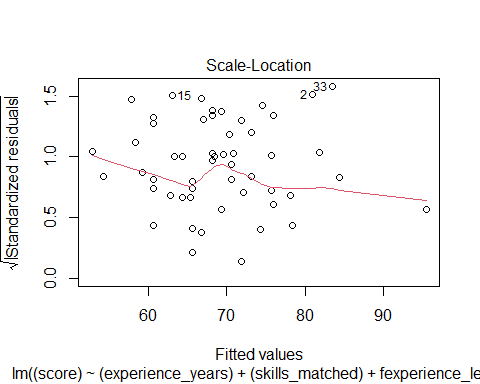 Scale-Location
√|Standardized residuals|
0.0 0.5 1.0 1.5
15
2
33
60 70 80 90
Fitted values
lm((score) ~ (experience_years) + (skills_matched) + fexperience_le